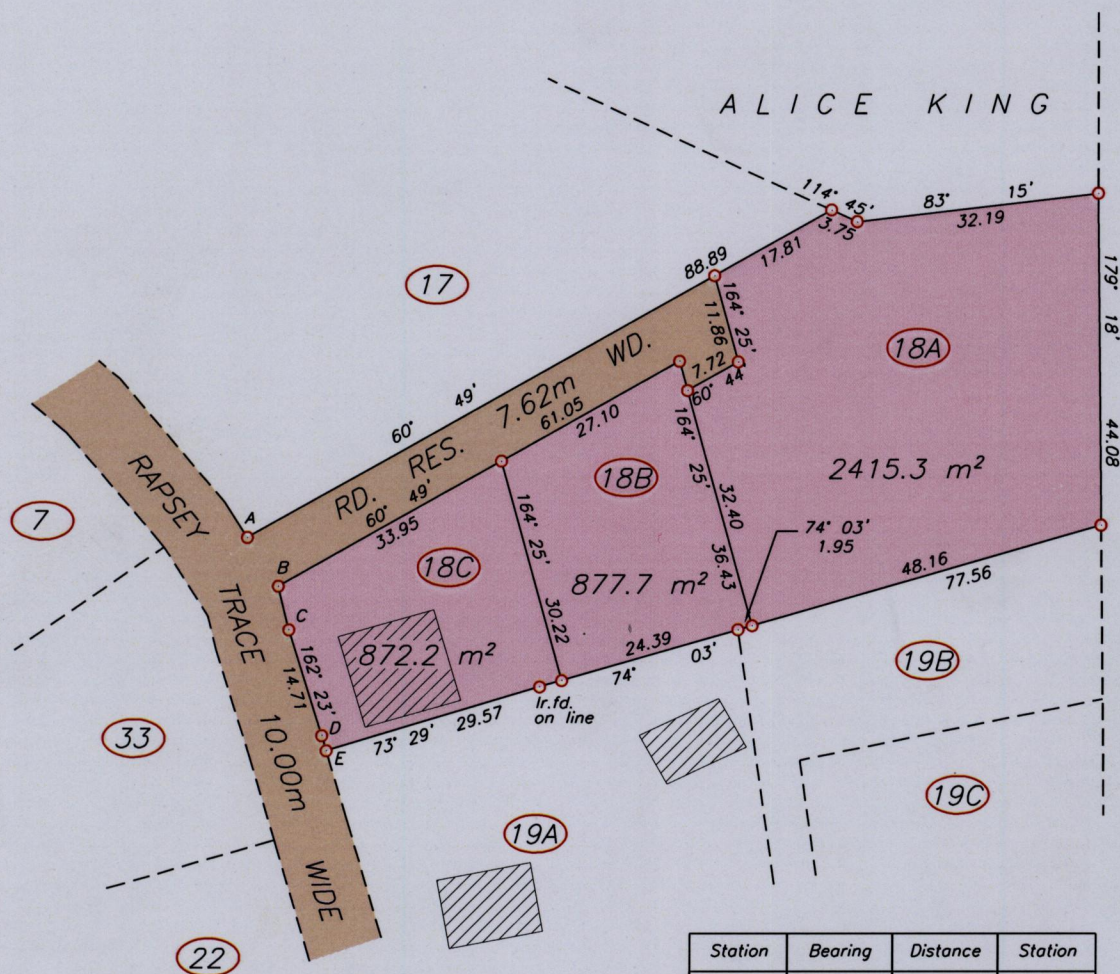 ALICE KING
114° 45'
3.75
83° 15'
32.19
17.81
88.89
179° 18'
44.08
164° 25'
11.86
17
18A
WD.
7.72
60° 44'
60° 49'
7.62m
61.05
27.10
RD. RES.
60° 49'
33.95
18B
2415.3 m²
164° 25'
32.40
36.43
RAPSEY
7
A
B
C
D
E
18C
164° 25'
30.22
877.7 m²
74° 03'
1.95
48.16
77.56
TRACE
872.2 m²
162° 23'
14.71
24.39
74° 03'
19B
Ir.fd.
on line
73° 29'
29.57
33
10.00m
19C
19A
WIDE
22
Station Bearing Distance Station